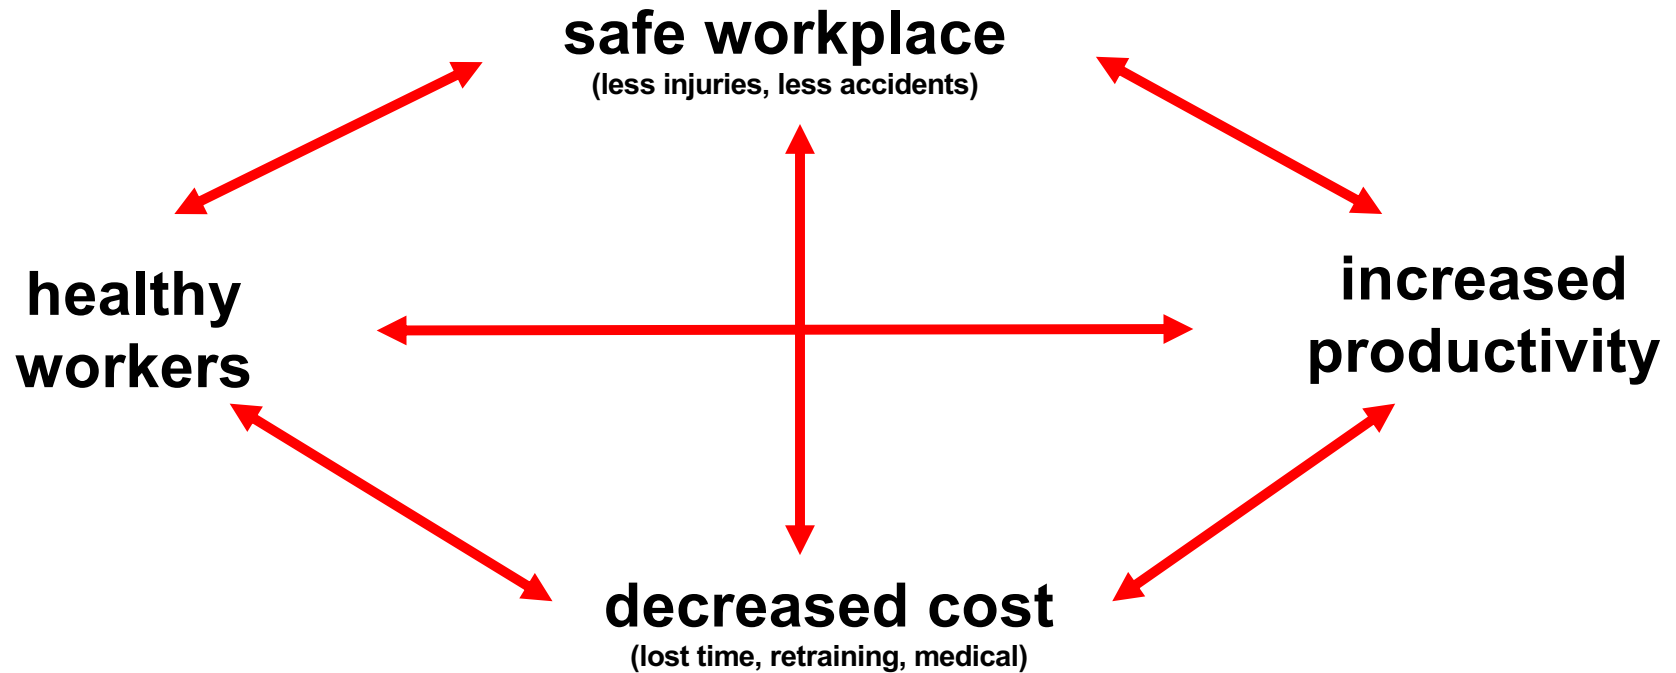 safe workplace
(less injuries, less accidents)
healthy
workers
increased
productivity
decreased cost
(lost time, retraining, medical)